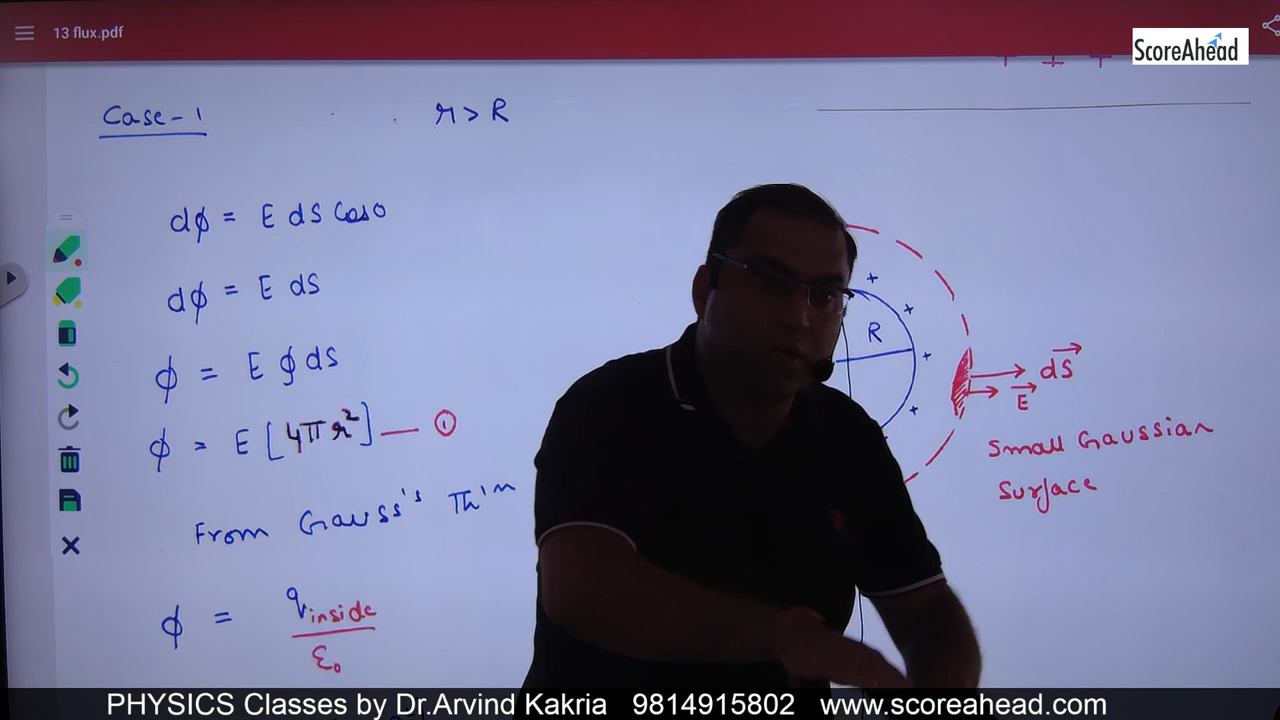 13 flux.pdf
ScoreAhead
Case-1 r > R
dϕ = E dS Cos0
dϕ = E dS
ϕ = E ∮ dS
ϕ = E [4πr²] — ①
From Gauss's Th'm
ϕ = qinside / ε₀
+
+
R
+
+
dS→
E→
Small Gaussian
Surface
PHYSICS Classes by Dr.Arvind Kakria 9814915802 www.scoreahead.com